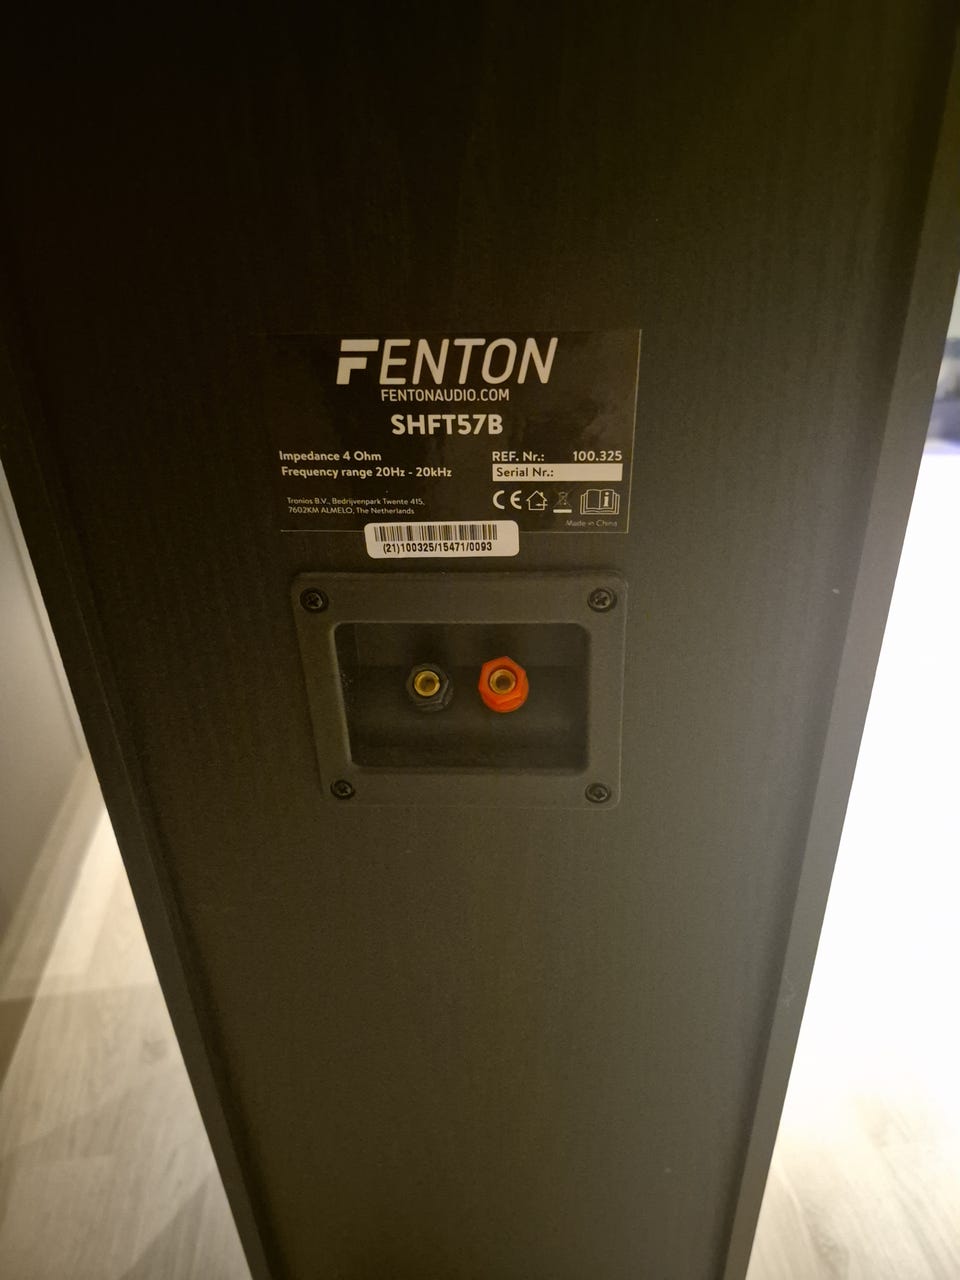 FENTON
FENTONAUDIO.COM
SHFT57B
Impedance 4 Ohm
Frequency range 20Hz - 20kHz
REF. Nr.: 100.325
Serial Nr.:
Tronios B.V., Bedrijvenpark Twente 415,
7602KM ALMELO, The Netherlands
CE
Made in China
(21)100325/15471/0093